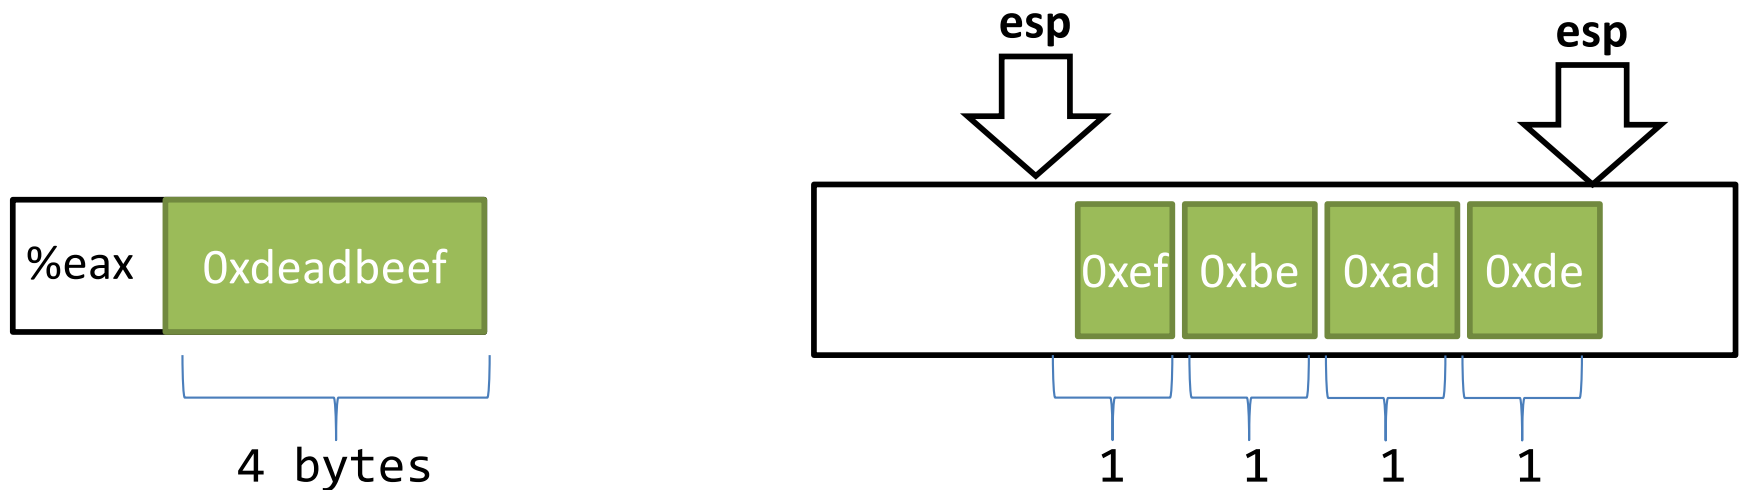 esp
esp
%eax
0xdeadbeef
0xef
0xbe
0xad
0xde
4 bytes
1
1
1
1